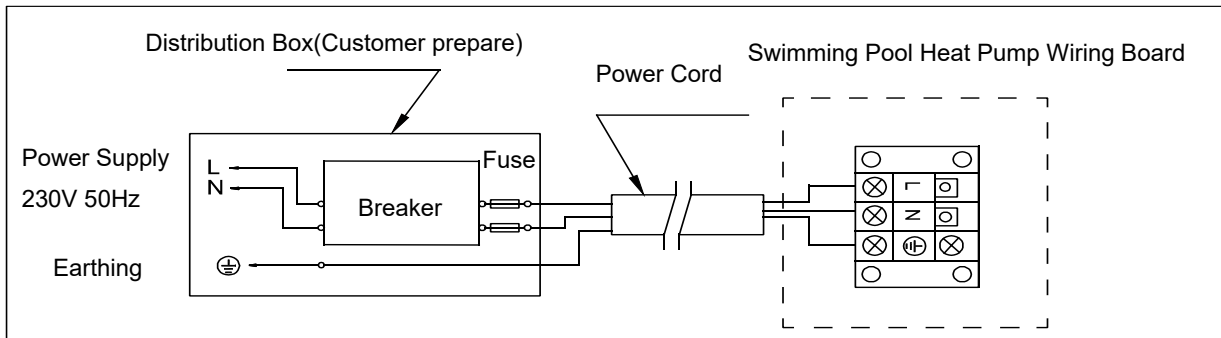 Distribution Box(Customer prepare)
Swimming Pool Heat Pump Wiring Board
Power Cord
Power Supply
230V 50Hz
L
N
Fuse
Breaker
Earthing
L
N